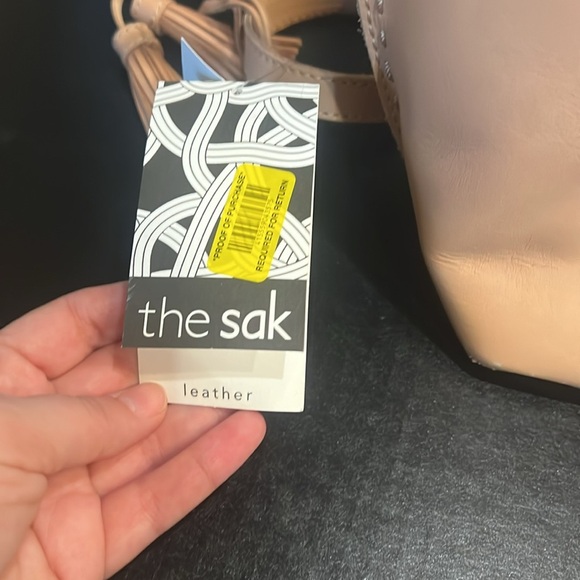 *PROOF OF PURCHASE*
REQUIRED FOR RETURN
the sak
leather